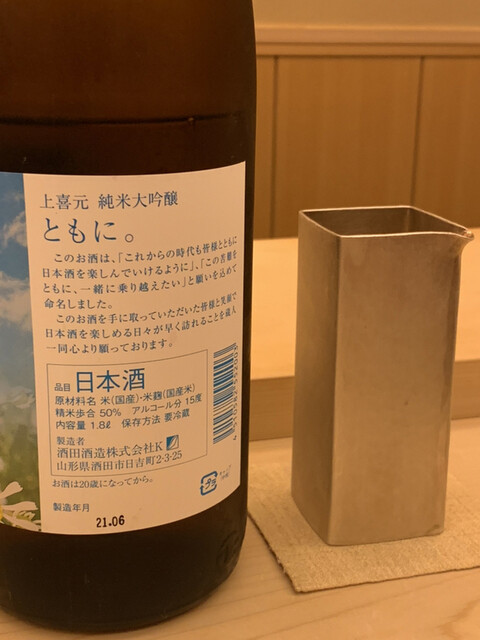 上喜元 純米大吟醸
ともに。
このお酒は、「これからの時代も皆様とともに
日本酒を楽しんでいけるように」、「この苦難を
ともに、一緒に乗り越えたい」と願いを込めて
命名しました。
このお酒を手に取っていただいた皆様と笑顔で
日本酒を楽しめる日々が早く訪れることを蔵人
一同心より願っております。
品目 日本酒
原材料名 米(国産)・米麹(国産米)
精米歩合 50% アルコール分 15度
内容量 1.8ℓ 保存方法 要冷蔵
製造者
酒田酒造株式会社K
山形県酒田市日吉町2-3-25
お酒は20歳になってから。
製造年月
21.06